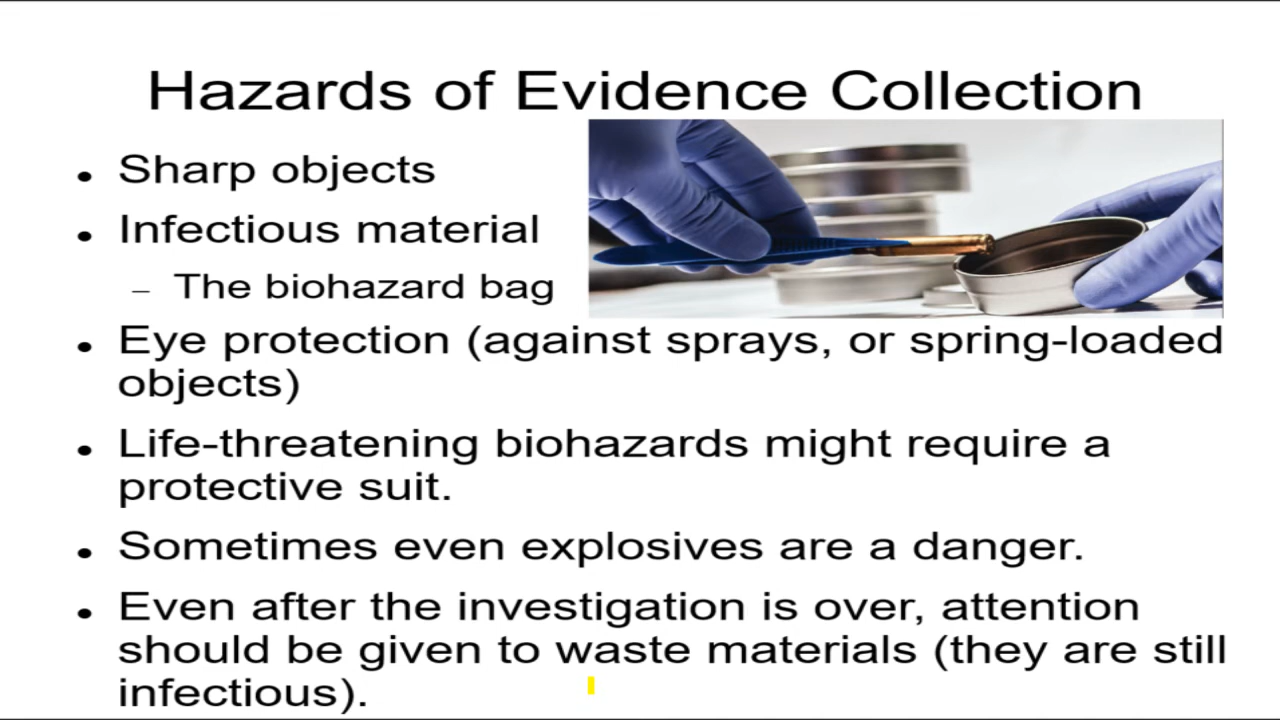 Hazards of Evidence Collection
• Sharp objects
• Infectious material
– The biohazard bag
• Eye protection (against sprays, or spring-loaded
objects)
• Life-threatening biohazards might require a
protective suit.
• Sometimes even explosives are a danger.
• Even after the investigation is over, attention
should be given to waste materials (they are still
infectious).